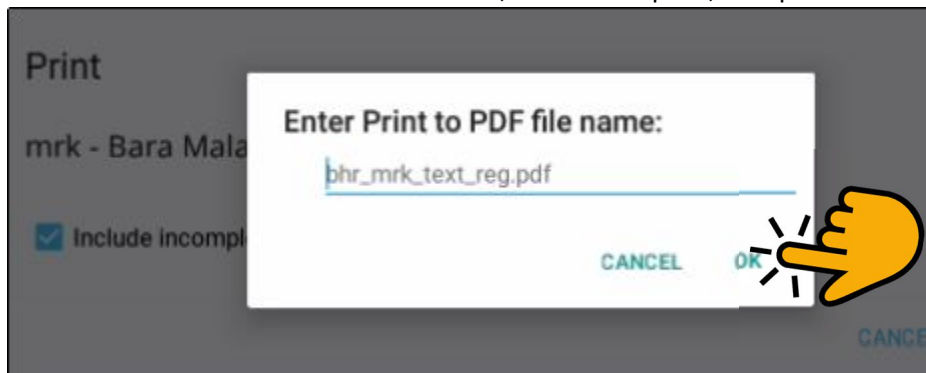 Print
Enter Print to PDF file name:
mrk - Bara Mala
bhr_mrk_text_reg.pdf
Include incompl
CANCEL OK
CANCE